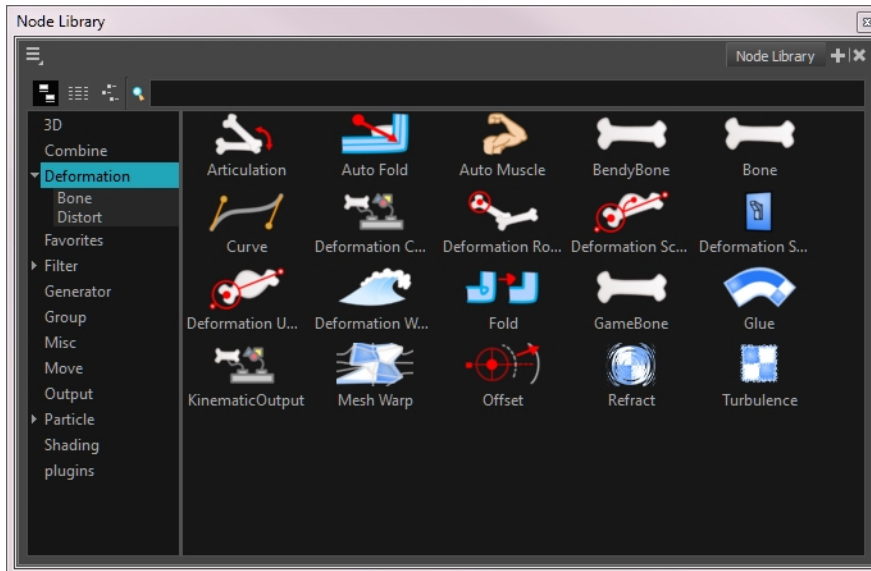 Node Library
Node Library
3D
Combine
Deformation
Bone
Distort
Favorites
Filter
Generator
Group
Misc
Move
Output
Particle
Shading
plugins
Articulation Auto Fold Auto Muscle BendyBone Bone
Curve Deformation C... Deformation Ro... Deformation Sc... Deformation S...
Deformation U... Deformation W... Fold GameBone Glue
KinematicOutput Mesh Warp Offset Refract Turbulence